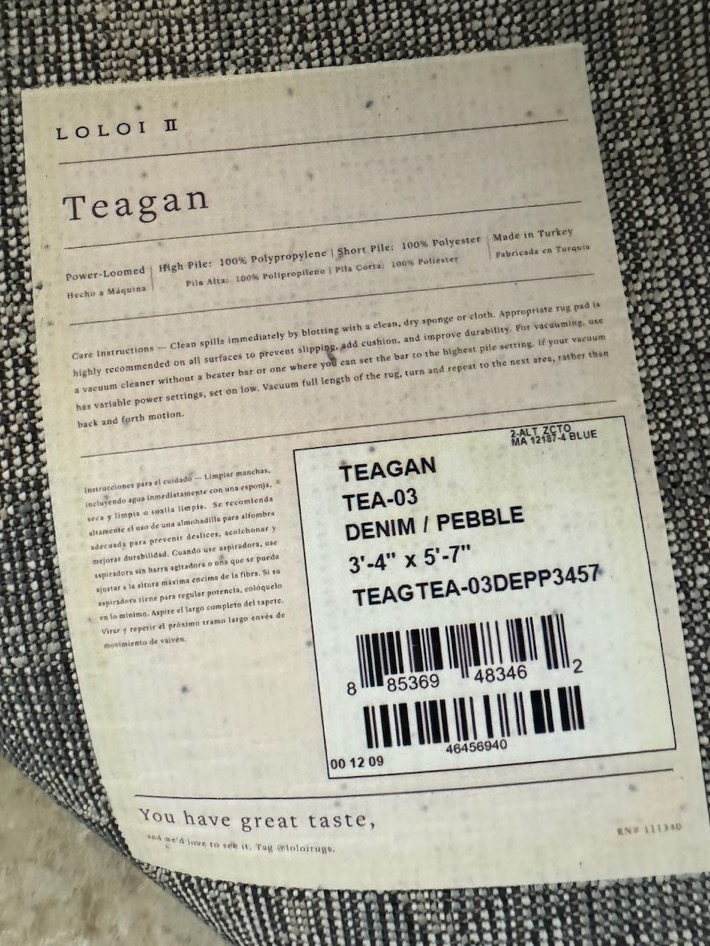 LOLOI II
Teagan
Power-Loomed | High Pile: 100% Polypropylene | Short Pile: 100% Polyester | Made in Turkey
Hecho a Máquina | Pila Alta: 100% Polipropileno | Pila Corta: 100% Poliester | Fabricada en Turquía
Care Instructions — Clean spills immediately by blotting with a clean, dry sponge or cloth. Appropriate rug pad is
highly recommended on all surfaces to prevent slipping, add cushion, and improve durability. For vacuuming, use
a vacuum cleaner without a beater bar or one where you can set the bar to the highest pile setting. If your vacuum
has variable power settings, set on low. Vacuum full length of the rug, turn and repeat to the next area, rather than
back and forth motion.
Instrucciones para el cuidado — Limpiar manchas,
incluyendo agua inmediatamente con una esponja,
seca y limpia o toalla limpia. Se recomienda
altamente el uso de una almohadilla para alfombra
adecuada para prevenir deslices, acolchonar y
mejorar durabilidad. Cuando use aspiradora, use
aspiradora sin barra agitadora o una que se pueda
ajustar a la altura máxima encima de la fibra. Si su
aspiradora tiene para regular potencia, colóquelo
en lo mínimo. Aspire el largo completo del tapete.
Virar y repetir el próximo tramo largo envés de
movimiento de vaivén.
2-ALT ZCTO
MA 12187-4 BLUE
TEAGAN
TEA-03
DENIM / PEBBLE
3'-4" x 5'-7"
TEAGTEA-03DEPP3457
8 85369 48346 2
46456940
00 12 09
You have great taste,
and we'd love to see it. Tag @loloirugs.
RN# 111340